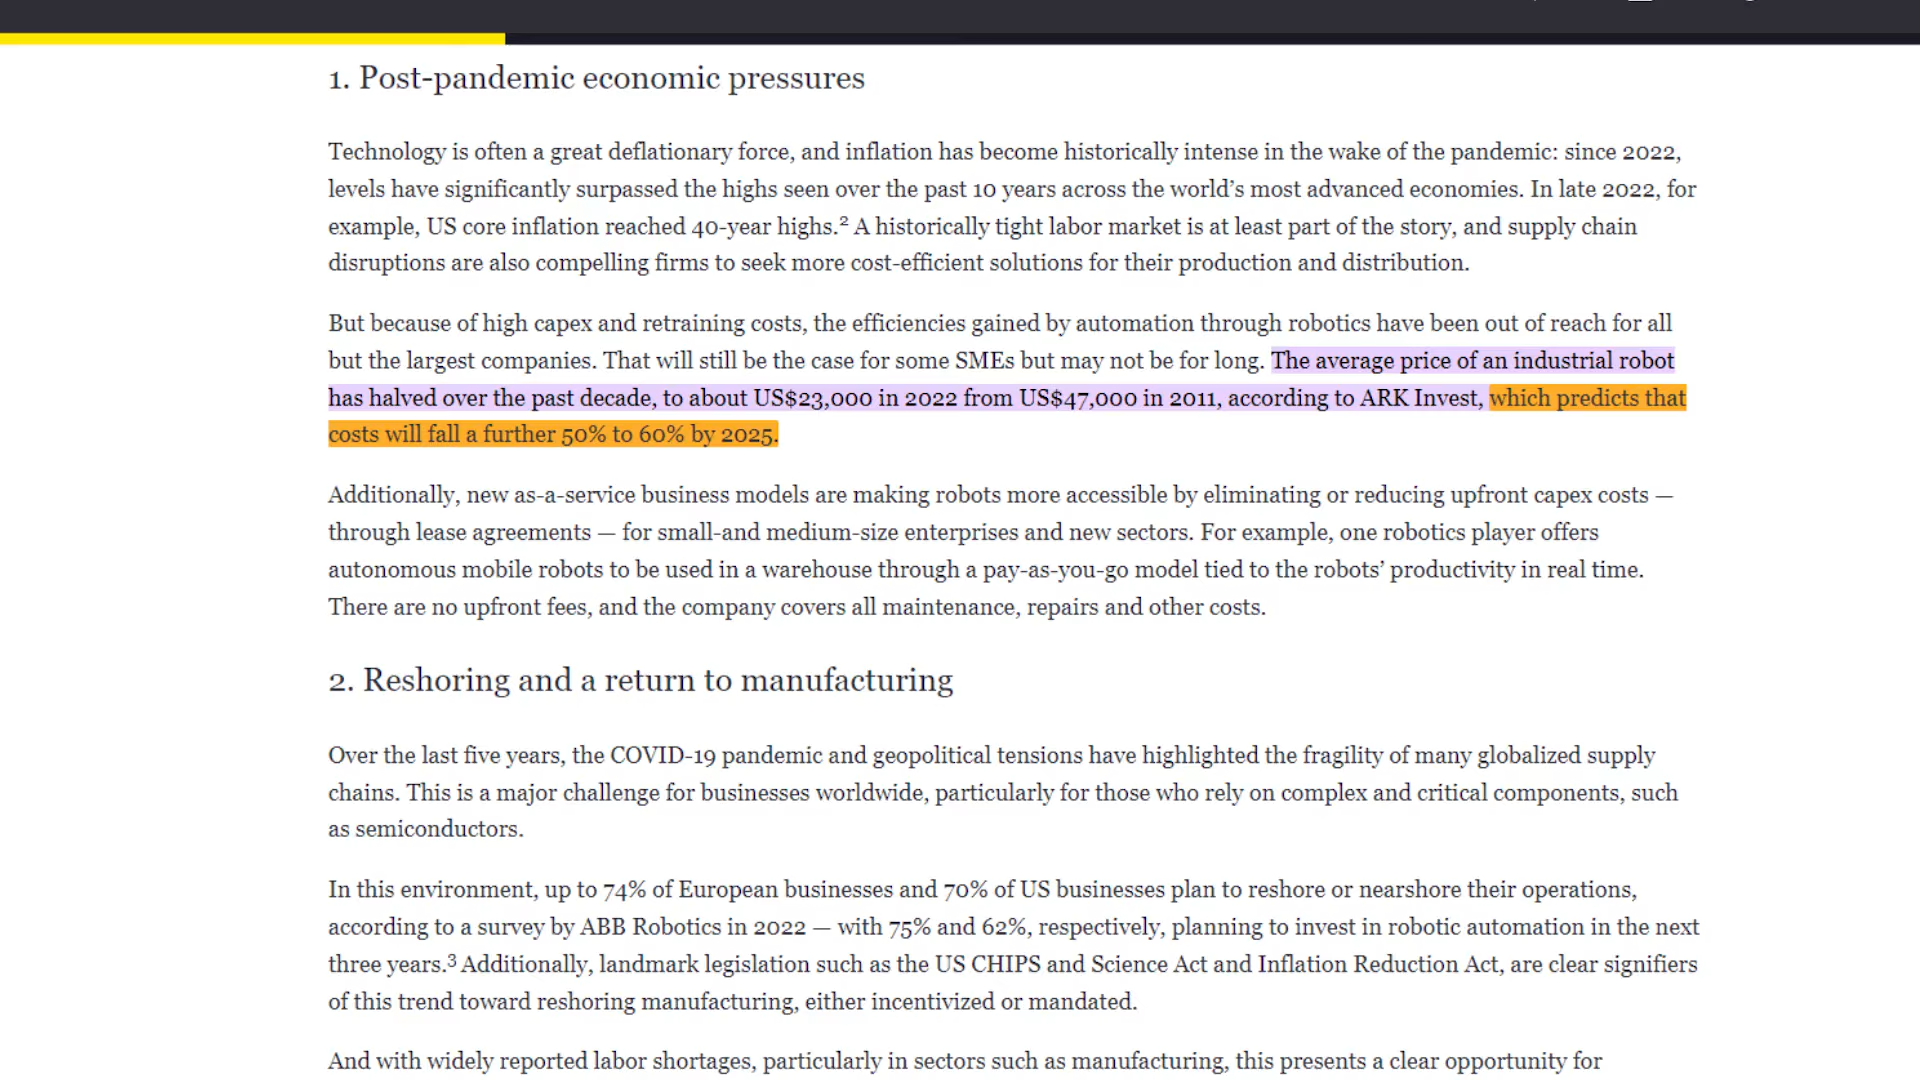 1. Post-pandemic economic pressures
Technology is often a great deflationary force, and inflation has become historically intense in the wake of the pandemic: since 2022,
levels have significantly surpassed the highs seen over the past 10 years across the world’s most advanced economies. In late 2022, for
example, US core inflation reached 40-year highs.² A historically tight labor market is at least part of the story, and supply chain
disruptions are also compelling firms to seek more cost-efficient solutions for their production and distribution.
But because of high capex and retraining costs, the efficiencies gained by automation through robotics have been out of reach for all
but the largest companies. That will still be the case for some SMEs but may not be for long. The average price of an industrial robot
has halved over the past decade, to about US$23,000 in 2022 from US$47,000 in 2011, according to ARK Invest, which predicts that
costs will fall a further 50% to 60% by 2025.
Additionally, new as-a-service business models are making robots more accessible by eliminating or reducing upfront capex costs —
through lease agreements — for small-and medium-size enterprises and new sectors. For example, one robotics player offers
autonomous mobile robots to be used in a warehouse through a pay-as-you-go model tied to the robots’ productivity in real time.
There are no upfront fees, and the company covers all maintenance, repairs and other costs.
2. Reshoring and a return to manufacturing
Over the last five years, the COVID-19 pandemic and geopolitical tensions have highlighted the fragility of many globalized supply
chains. This is a major challenge for businesses worldwide, particularly for those who rely on complex and critical components, such
as semiconductors.
In this environment, up to 74% of European businesses and 70% of US businesses plan to reshore or nearshore their operations,
according to a survey by ABB Robotics in 2022 — with 75% and 62%, respectively, planning to invest in robotic automation in the next
three years.³ Additionally, landmark legislation such as the US CHIPS and Science Act and Inflation Reduction Act, are clear signifiers
of this trend toward reshoring manufacturing, either incentivized or mandated.
And with widely reported labor shortages, particularly in sectors such as manufacturing, this presents a clear opportunity for